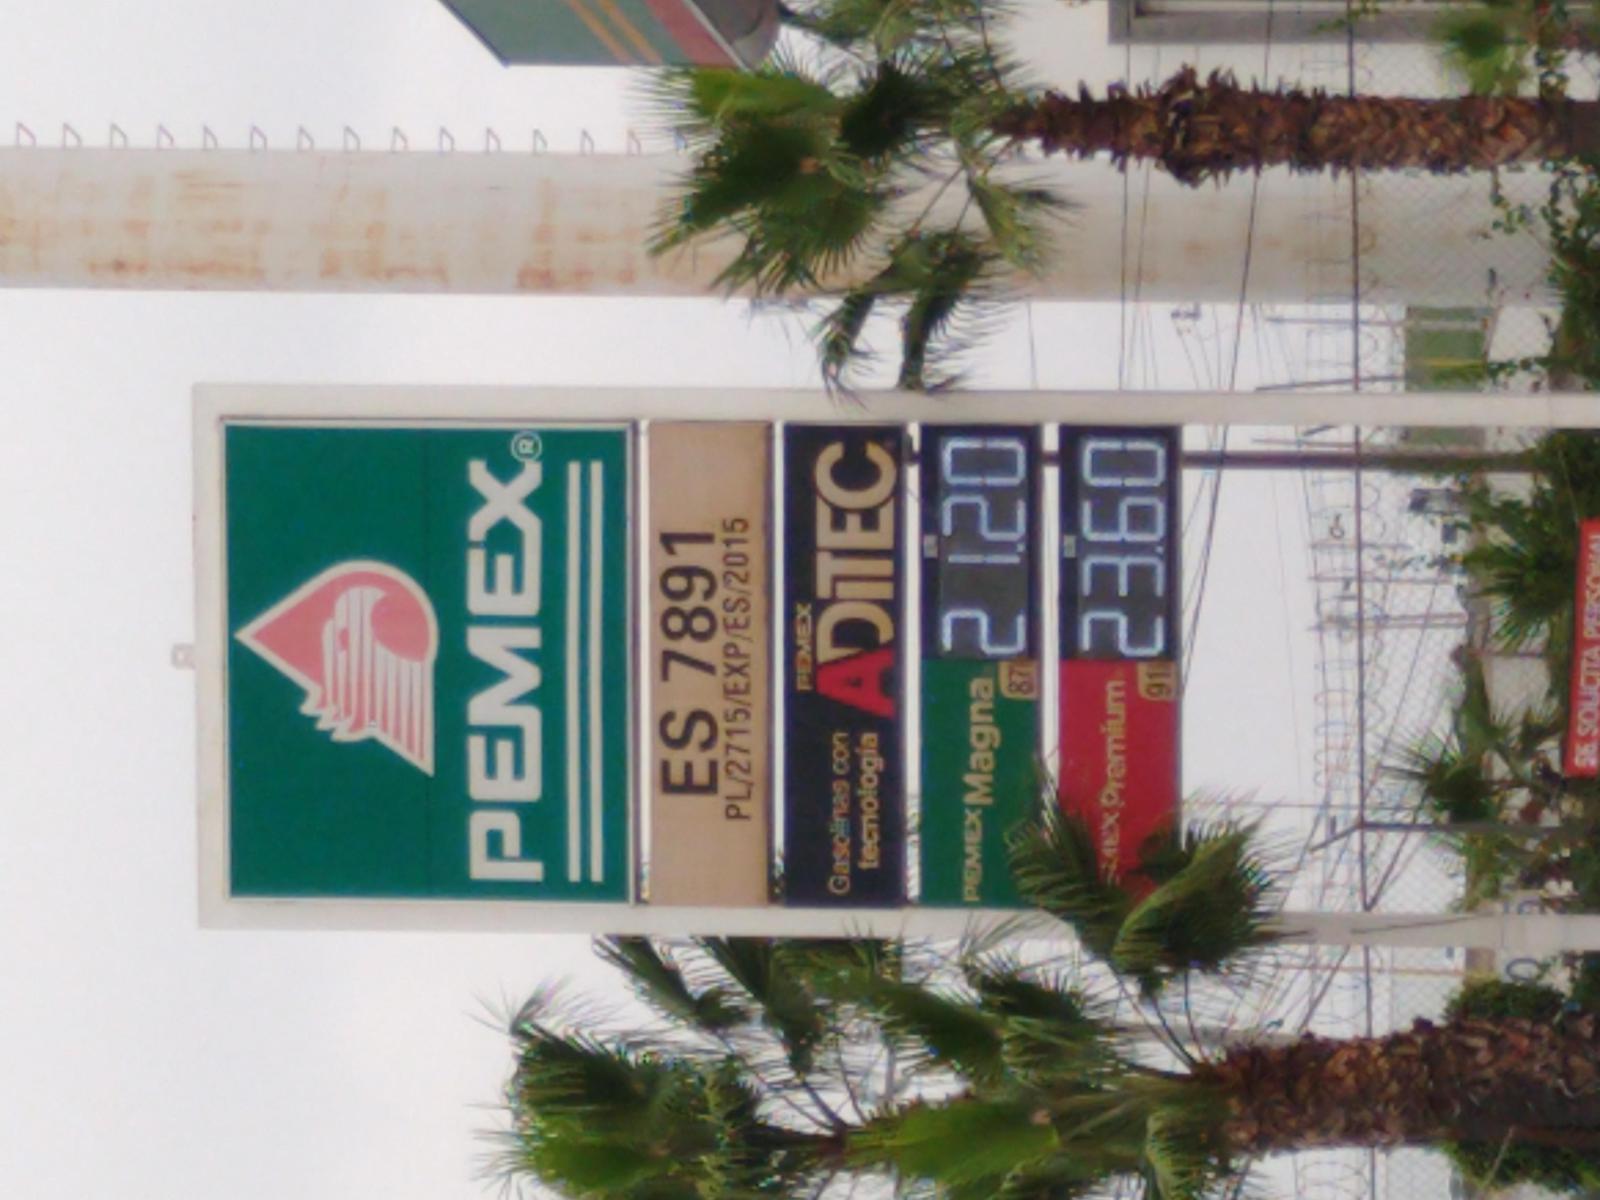 PEMEX®
ES 7891
PL/2715/EXP/ES/2015
Gasolinas con
tecnología
PEMEX
ADITEC
PEMEX Magna
87
21.20
PEMEX Premium
91
23.60
SE SOLICITA PERSONAL